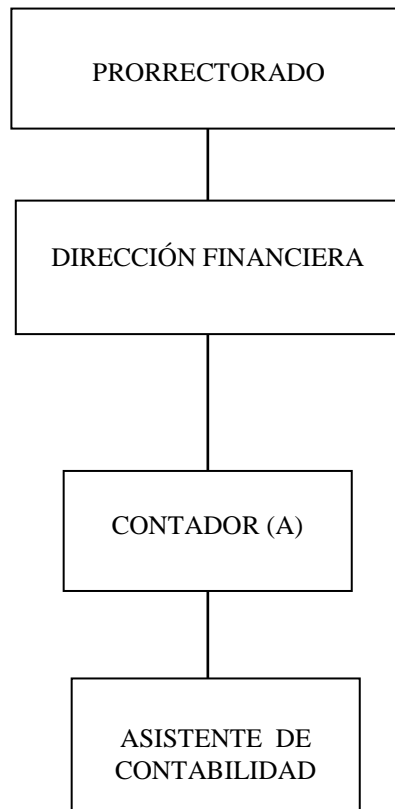 PRORRECTORADO
DIRECCIÓN FINANCIERA
CONTADOR (A)
ASISTENTE DE
CONTABILIDAD